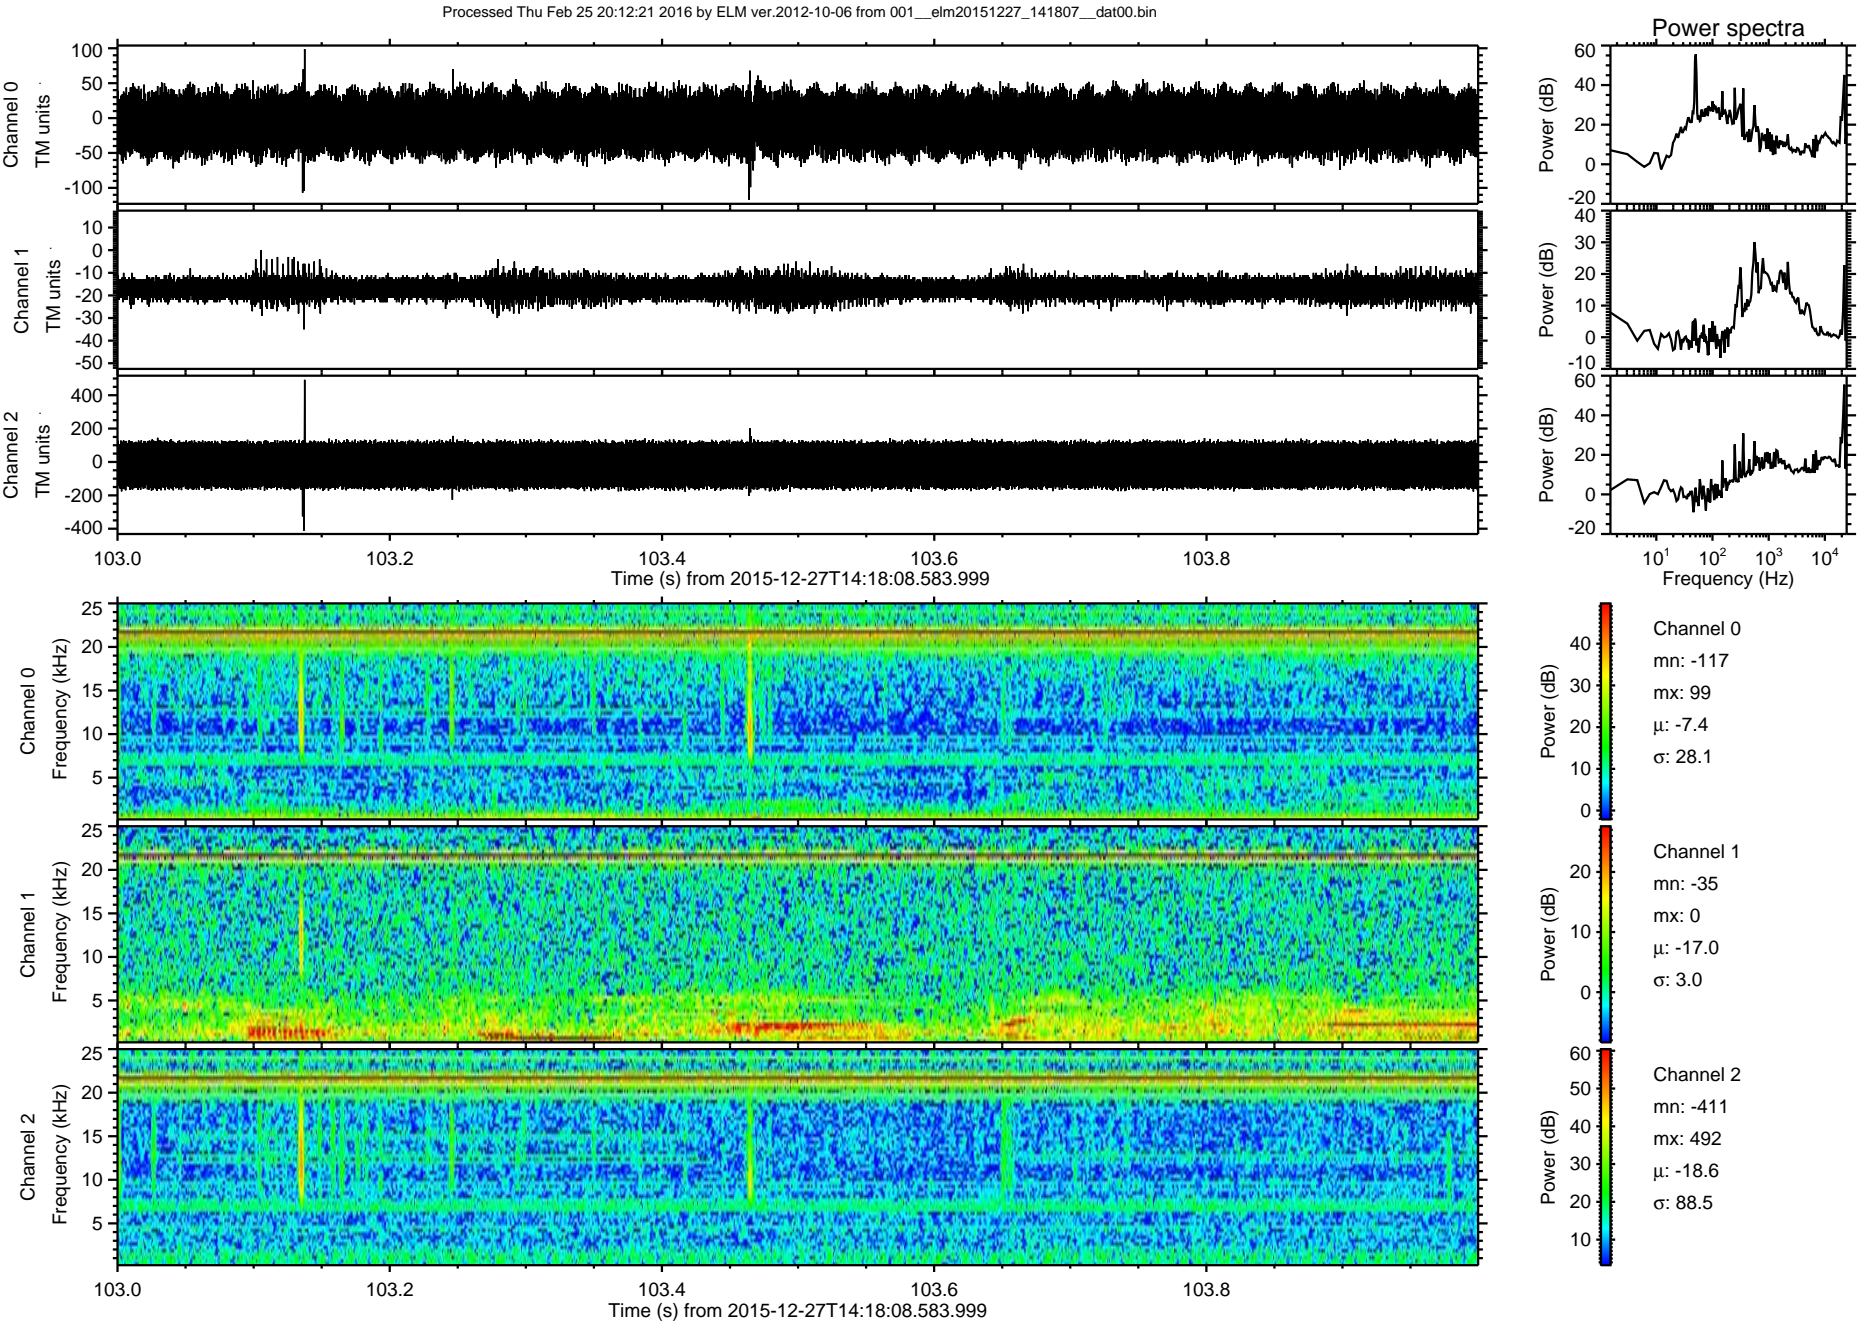 Processed Thu Feb 25 20:12:21 2016 by ELM ver.2012-10-06 from 001__elm20151227_141807__dat00.bin
Power spectra
Channel 0
TM units
100
50
0
-50
-100
Power (dB)
60
40
20
0
-20
Channel 1
TM units
10
0
-10
-20
-30
-40
-50
Power (dB)
40
30
20
10
0
-10
Channel 2
TM units
400
200
0
-200
-400
Power (dB)
60
40
20
0
-20
103.0 103.2 103.4 103.6 103.8
Time (s) from 2015-12-27T14:18:08.583.999
10^1 10^2 10^3 10^4
Frequency (Hz)
Channel 0
Frequency (kHz)
25
20
15
10
5
Power (dB)
40
30
20
10
0
Channel 0
mn: -117
mx: 99
μ: -7.4
σ: 28.1
Channel 1
Frequency (kHz)
25
20
15
10
5
Power (dB)
20
10
0
Channel 1
mn: -35
mx: 0
μ: -17.0
σ: 3.0
Channel 2
Frequency (kHz)
25
20
15
10
5
Power (dB)
60
50
40
30
20
10
Channel 2
mn: -411
mx: 492
μ: -18.6
σ: 88.5
103.0 103.2 103.4 103.6 103.8
Time (s) from 2015-12-27T14:18:08.583.999